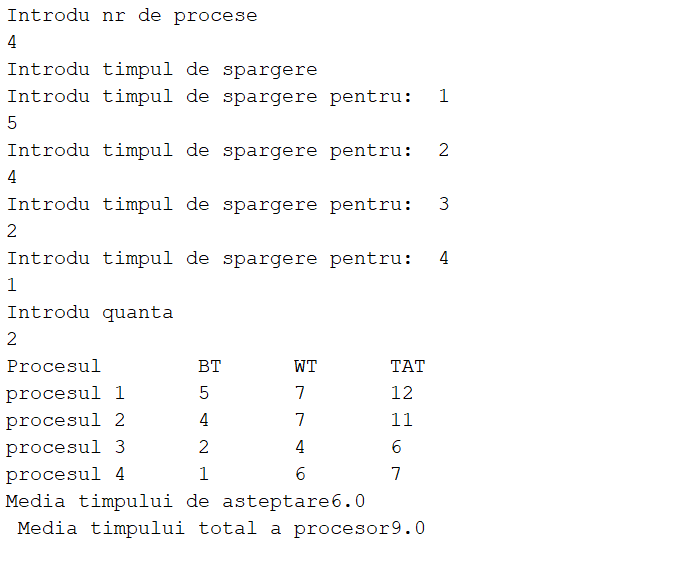 Introdu nr de procese
4
Introdu timpul de spargere
Introdu timpul de spargere pentru:  1
5
Introdu timpul de spargere pentru:  2
4
Introdu timpul de spargere pentru:  3
2
Introdu timpul de spargere pentru:  4
1
Introdu quanta
2
Procesul        BT      WT      TAT
procesul 1      5       7       12
procesul 2      4       7       11
procesul 3      2       4       6
procesul 4      1       6       7
Media timpului de asteptare6.0
 Media timpului total a procesor9.0